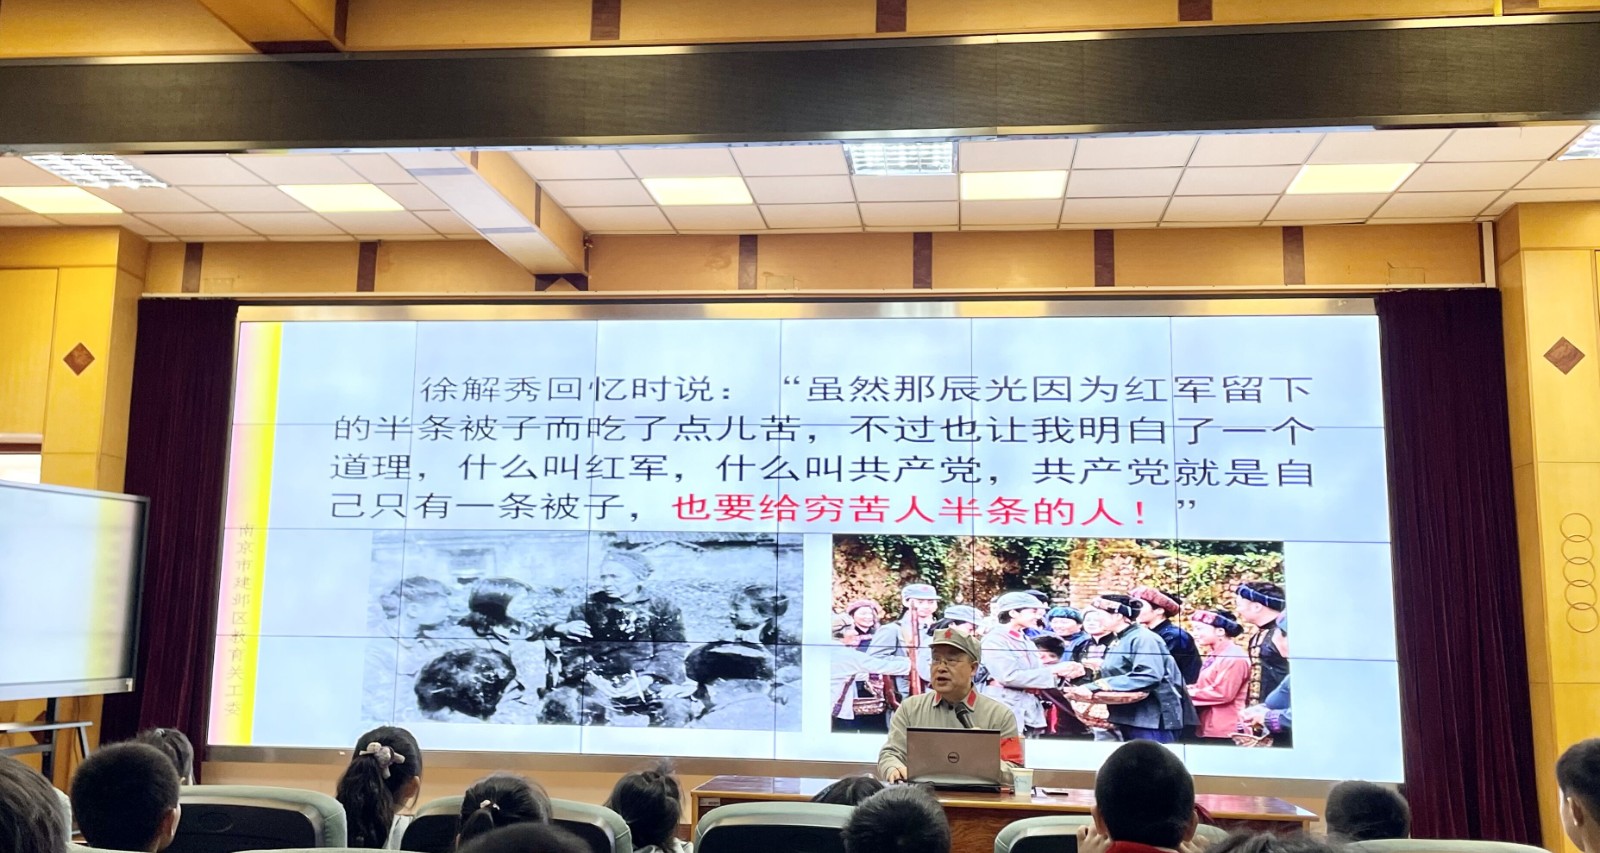 徐解秀回忆时说：“虽然那辰光因为红军留下
的半条被子而吃了点儿苦，不过也让我明白了一个
道理，什么叫红军，什么叫共产党，共产党就是自
己只有一条被子，也要给穷苦人半条的人！”
南京市建邺区教育关工委
DELL